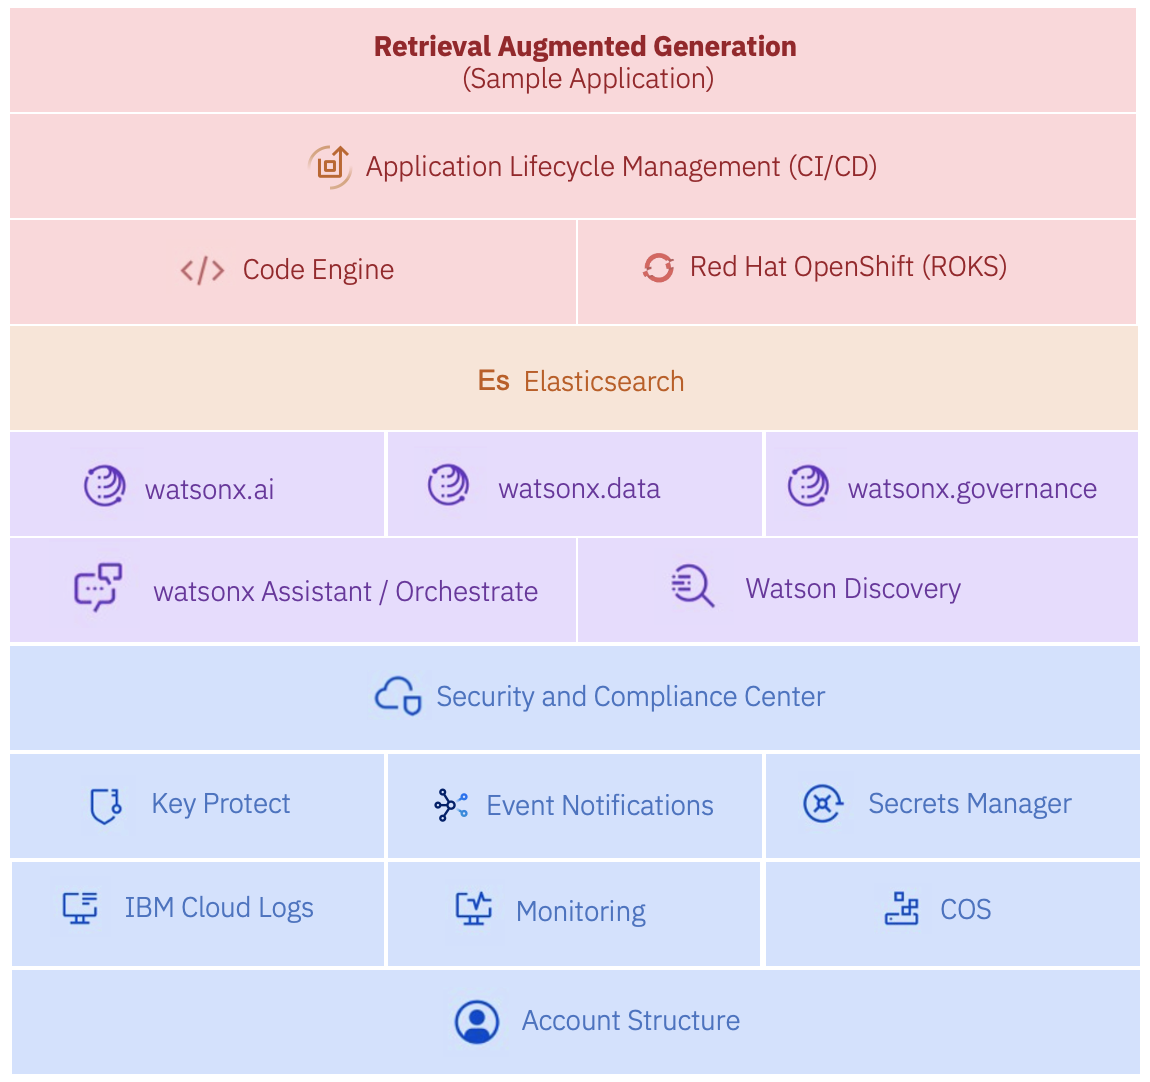 Retrieval Augmented Generation
(Sample Application)
Application Lifecycle Management (CI/CD)
</> Code Engine
Red Hat OpenShift (ROKS)
Es Elasticsearch
watsonx.ai
watsonx.data
watsonx.governance
watsonx Assistant / Orchestrate
Watson Discovery
Security and Compliance Center
Key Protect
Event Notifications
Secrets Manager
IBM Cloud Logs
Monitoring
COS
Account Structure